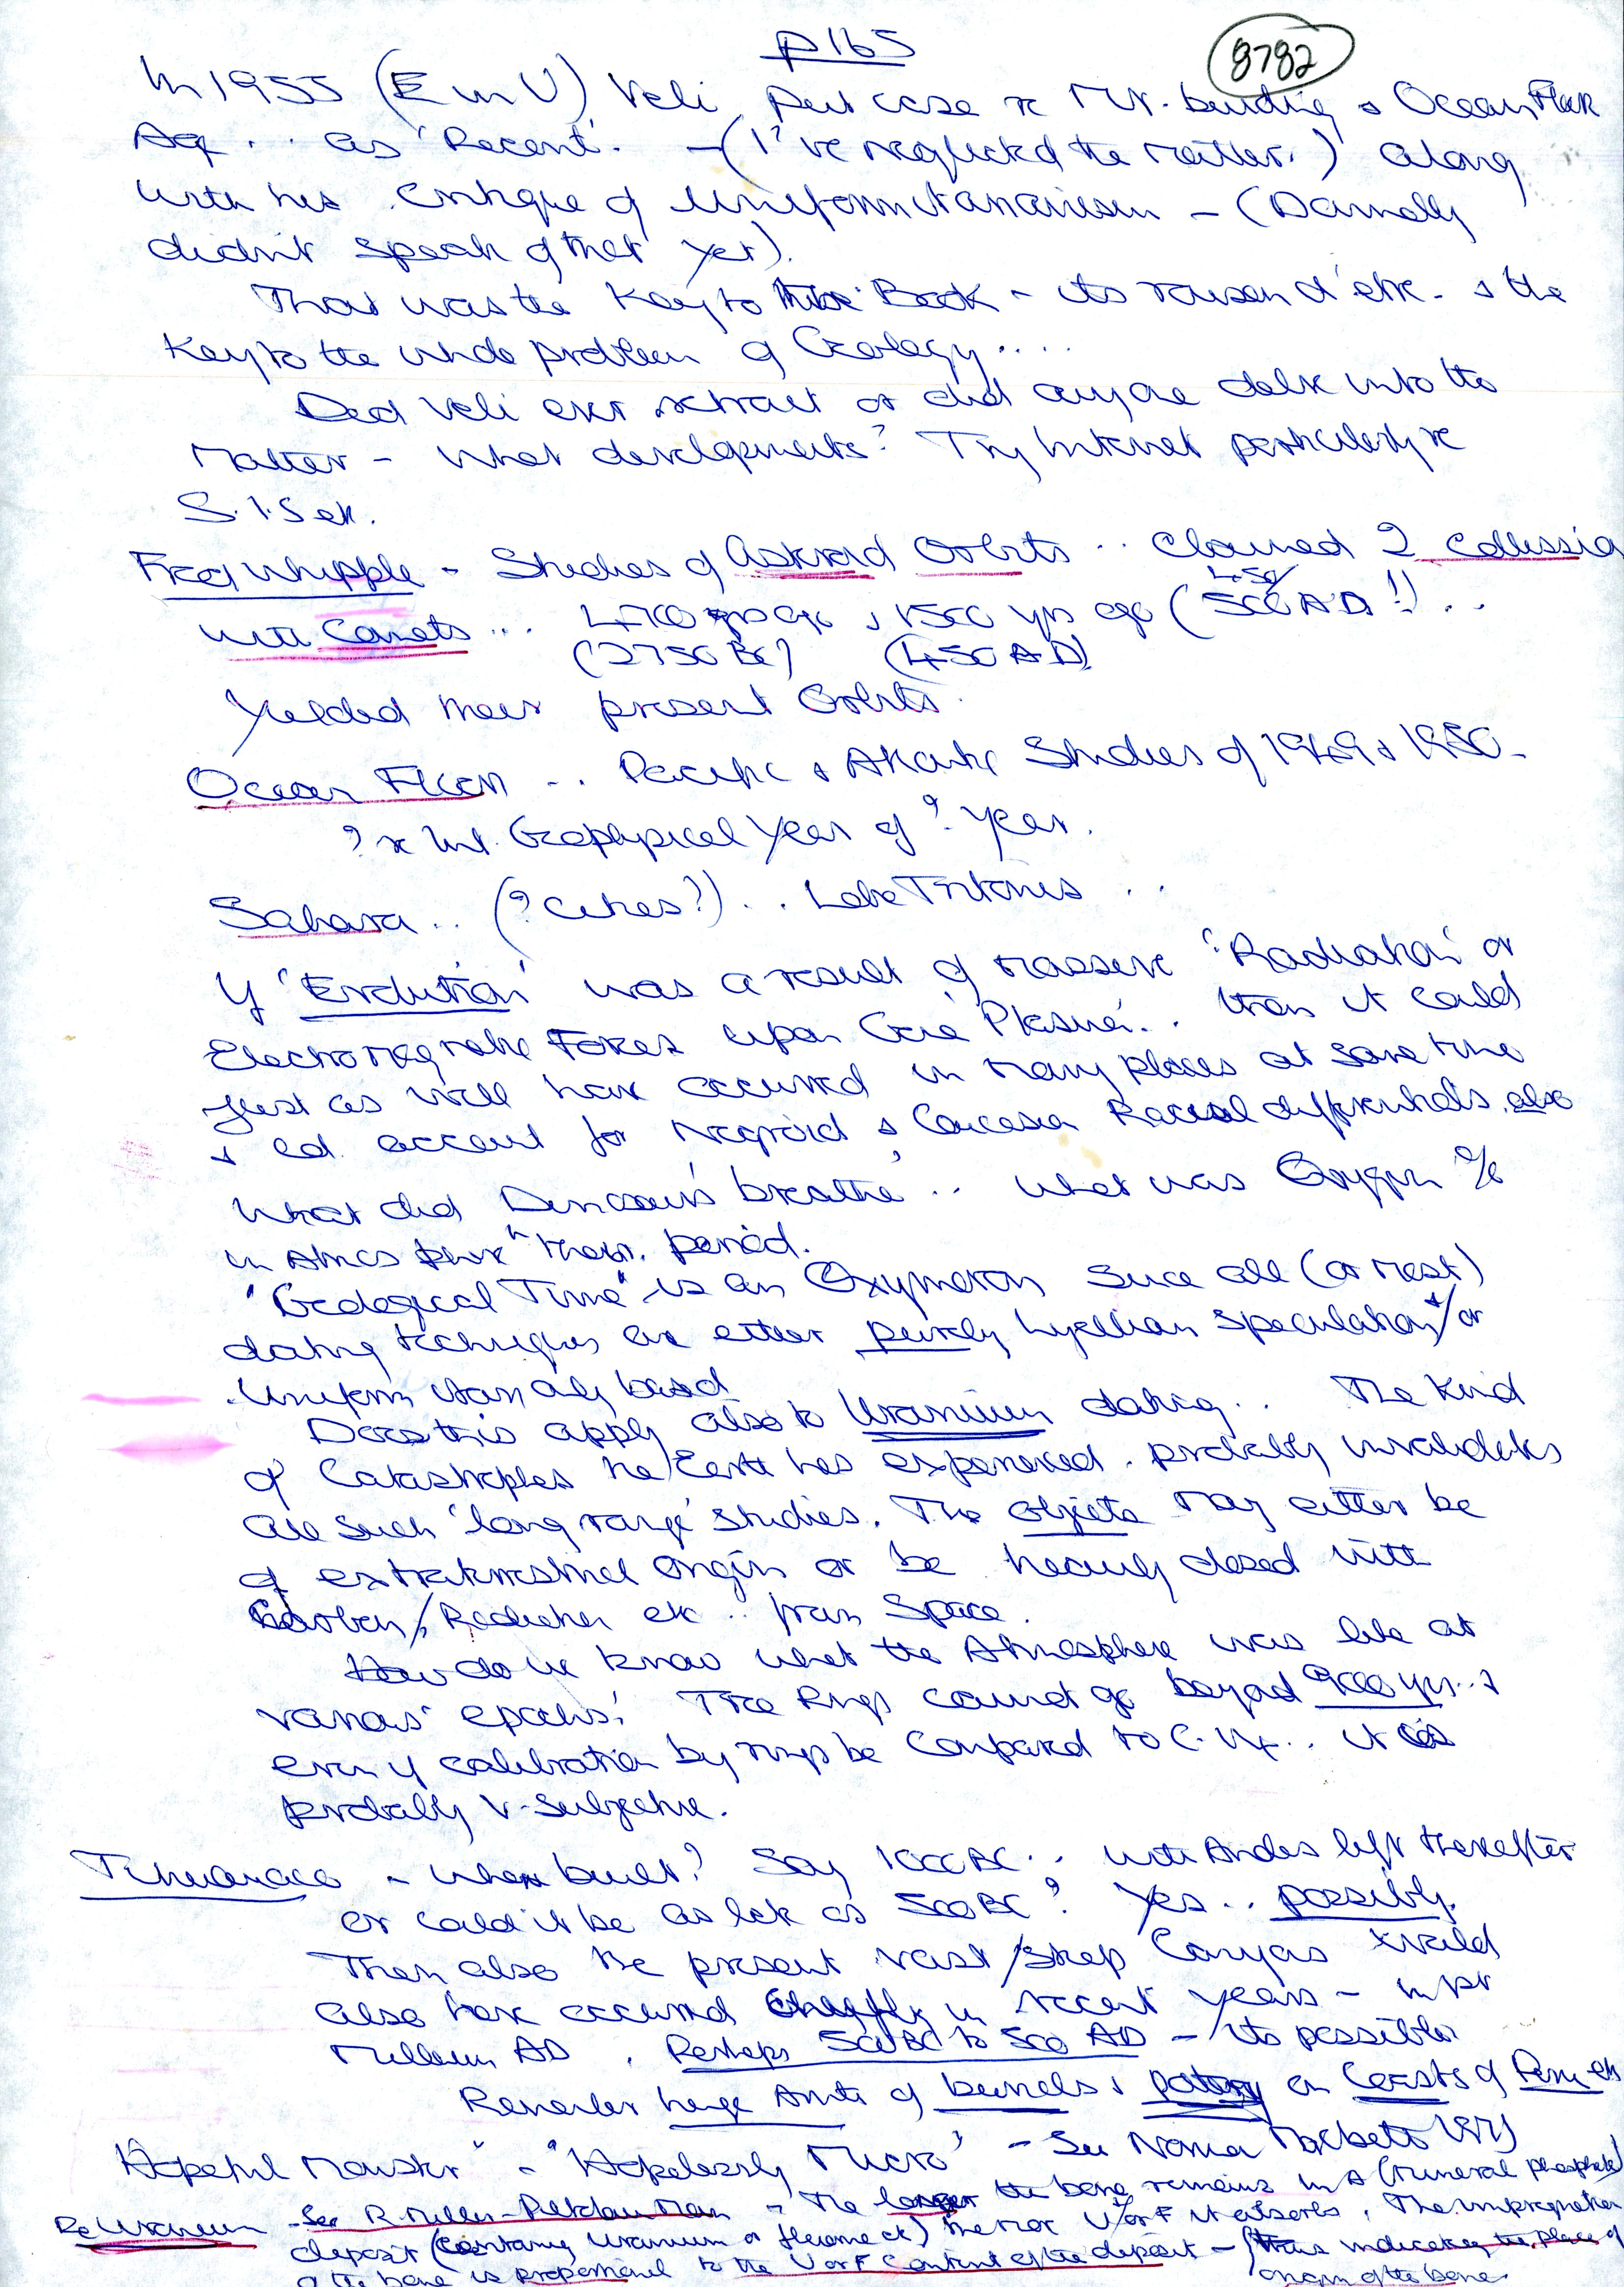 p165
8782
In 1955 (E in U) Veli put case re Mt. building & Ocean Floor
Age .. as 'Recent'. - (I've neglected the matter.) along
with his critique of Uniformitarianism - (Donnelly
didn't speak of that yet).
That was the Key to the Book - its raison d'etre - & the
Key to the whole problem of Geology....
Did Veli ever retract or did anyone delve into the
Matter - what developments? Try Internet particularly re
S.I.S etc.
Fred Whipple - Studies of Asteroid Orbits .. Claimed 2 Collisions
with Comets ... 4700 yrs ago & 1500 yrs ago (500 AD!) ..
450/
(2750 BC) (450 AD)
Yielded their present Orbits.
Ocean Floor .. Pacific & Atlantic Studies of 1949 & 1950 -
? re Int. Geophysical Year of ? Year.
Sahara .. (? Cities?) .. Lake Tritonis ..
If 'Evolution' was a result of massive 'Radiation' or
Electromagnetic Forces upon Gene 'Plasma' .. then it could
just as well have occurred in many places at same time
& cd. account for Negroid & Caucasian Racial differentials. also
What did Dinosaurs 'breathe' .. what was Oxygen %
in Atmosphere in their period.
"Geological Time" is an Oxymoron since all (or most)
dating techniques are either purely Lyellian speculation &/or
Uniformitarianly based
Does this apply also to Uranium dating .. The Kind
of Catastrophes the Earth has experienced probably invalidates
all such 'long range' studies. The objects may either be
of extraterrestrial origin or be heavily dosed with
Carbon/Radiation etc .. from Space.
How do we know what the Atmosphere was like at
various epochs! Tree Rings cannot go beyond 9000 yrs .. &
even if calibration by rings be compared to C.14 .. it is
probably v. subjective.
Tihuanaco - when built? Say 1000 BC .. with Andes lift thereafter
or could it be as late as 500 BC? Yes .. possibly.
Then also the present vast/steep Canyons would
also have occurred chiefly in recent years -
Millenn AD. Perhaps 500 BC to 500 AD - its possible
Remember huge Amts of burials & pottery on Coasts of Peru etc
"Hopeful Monster" - "Hopelessly Micro" - See Norman Macbeth 1971
Re Uranium - See R. Millar - Piltdown Man - The longer the bone remains in A (mineral phosphate)
deposit (containing Uranium or fluorine etc) the more U or F it absorbs. The impregnation
of the bone is proportional to the U or F content of the deposit - (thus indicating the place of
origin of the bone.